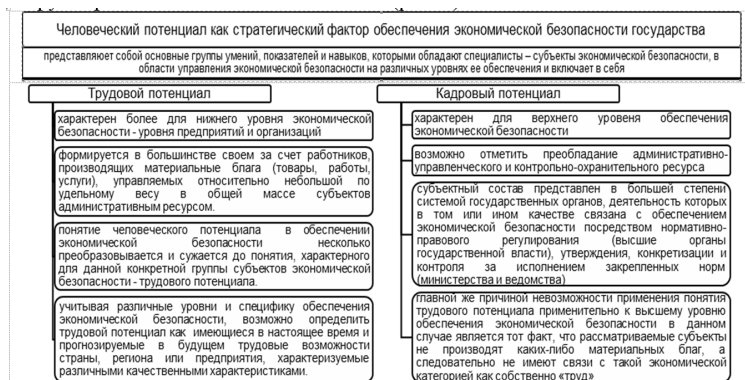 Человеческий потенциал как стратегический фактор обеспечения экономической безопасности государства
представляюет собой основные группы умений, показателей и навыков, которыми обладают специалисты – субъекты экономической безопасности, в
области управления экономической безопасности на различных уровнях ее обеспечения и включает в себя
Трудовой потенциал
характерен более для нижнего уровня экономической
безопасности - уровня предприятий и организаций
формируется в большинстве своем за счет работников,
производящих материальные блага (товары, работы,
услуги), управляемых относительно небольшой по
удельному весу в общей массе субъектов
административным ресурсом.
понятие человеческого потенциала в обеспечении
экономической безопасности несколько
преобразовывается и сужается до понятия, характерного
для данной конкретной группы субъектов экономической
безопасности - трудового потенциала.
учитывая различные уровни и специфику обеспечения
экономической безопасности, возможно определить
трудовой потенциал как имеющиеся в настоящее время и
прогнозируемые в будущем трудовые возможности
страны, региона или предприятия, характеризуемые
различными качественными характеристиками.
Кадровый потенциал
характерен для верхнего уровеня обеспечения
экономической безопасности
возможно отметить преобладание административно-
управленческого и контрольно-охранительного ресурса
субъектный состав представлен в большей степени
системой государственных органов, деятельность которых
в том или ином качестве связана с обеспечением
экономической безопасности посредством нормативно-
правового регулирования (высшие органы
государственной власти), утверждения, конкретизации и
контроля за исполнением закрепленных норм
(министерства и ведомства)
главной же причиной невозможности применения понятия
трудового потенциала применительно к высшему уровню
обеспечения экономической безопасности в данном
случае является тот факт, что рассматриваемые субъекты
не производят каких-либо материальных благ, а
следовательно не имеют связи с такой экономической
категорией как собственно «труд»